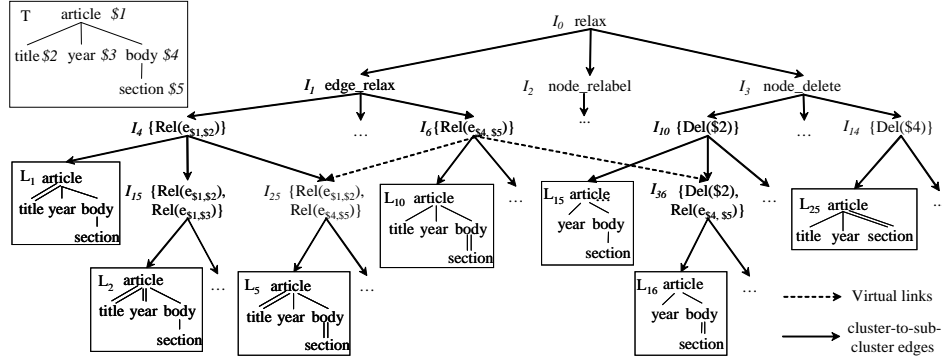 T article $1
I0 relax
title $2 year $3 body $4
section $5
I1 edge_relax
I2 node_relabel
I3 node_delete
...
I4 {Rel(e$1,$2)}
...
I6 {Rel(e$4,$5)}
I10 {Del($2)}
...
I14 {Del($4)}
L1 article
title year body
section
I15 {Rel(e$1,$2),
Rel(e$1,$3)}
I25 {Rel(e$1,$2),
Rel(e$4,$5)}
L10 article
title year body
section
...
L15 article
year body
section
I36 {Del($2),
Rel(e$4,$5)}
...
L25 article
title year section
..
L2 article
title year body
section
...
L5 article
title year body
section
...
L16 article
year body
section
...
Virtual links
cluster-to-sub-
cluster edges